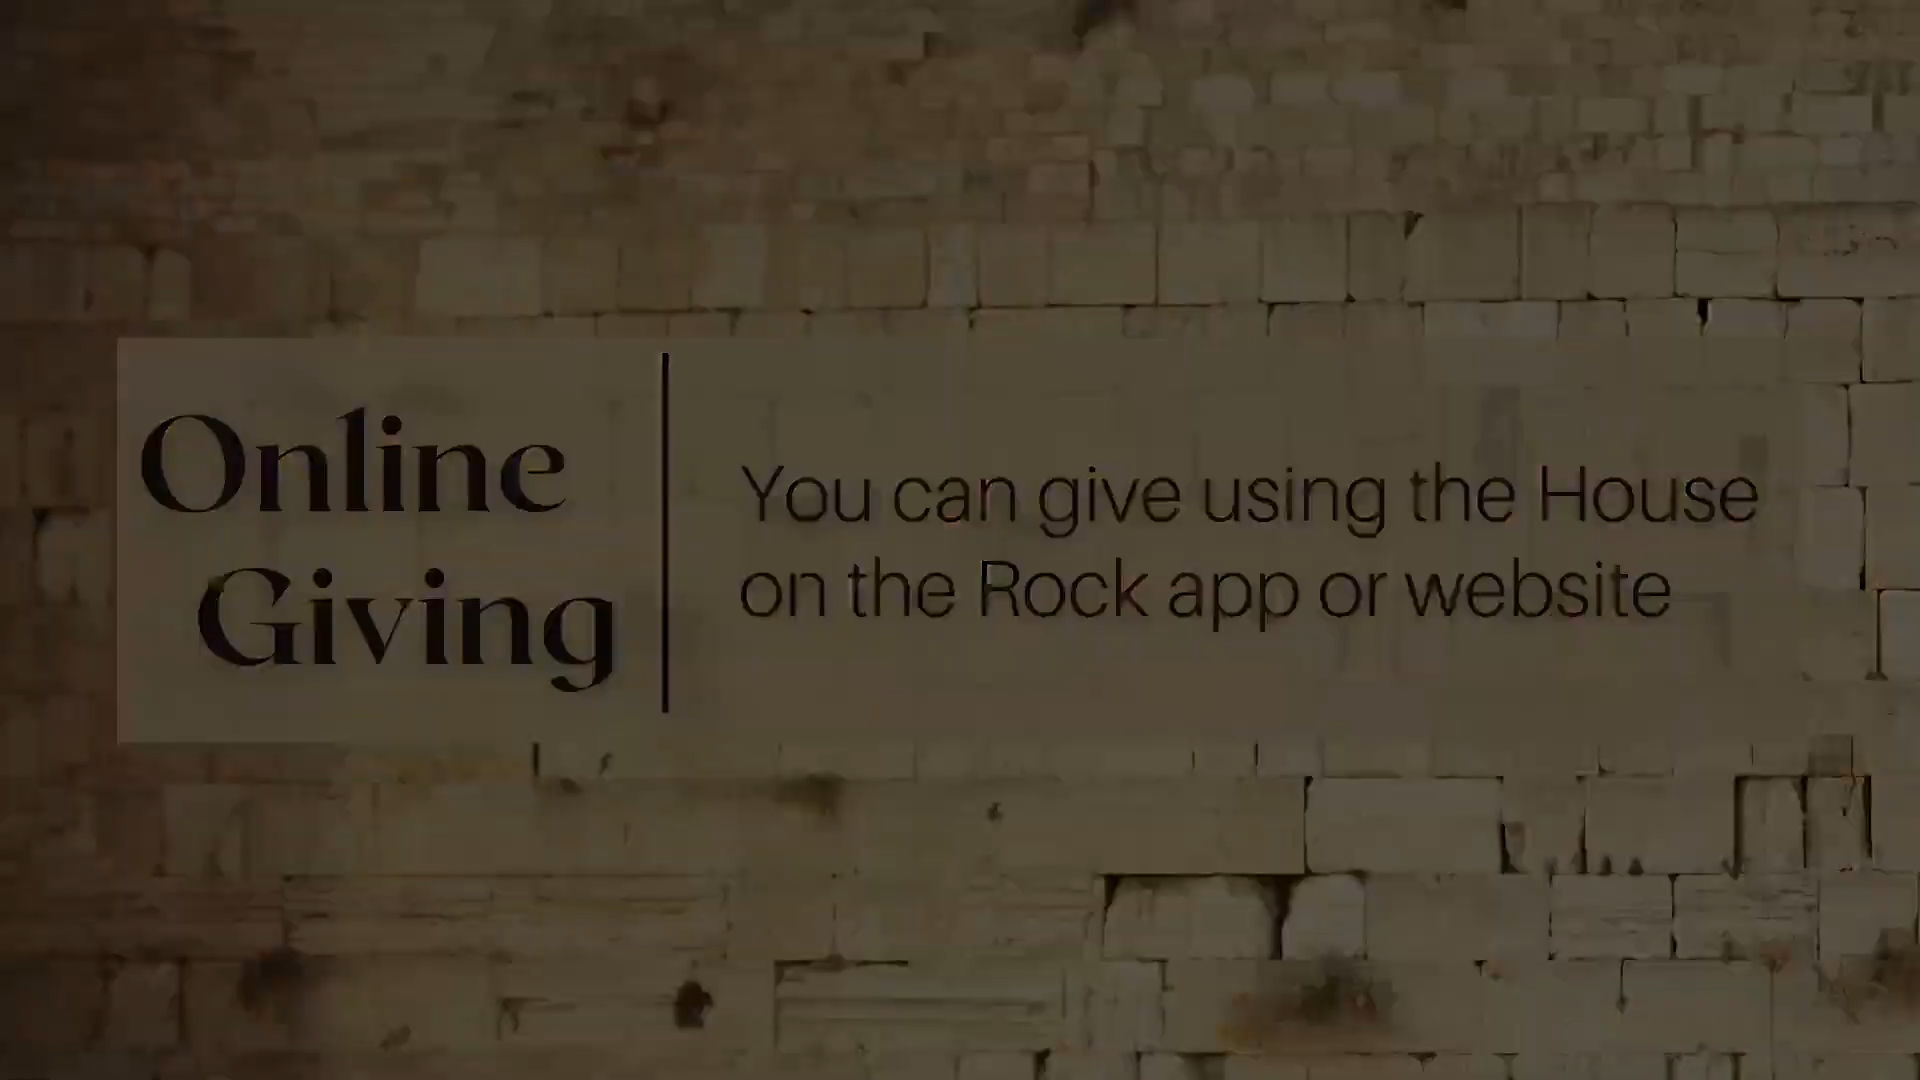 Online
Giving
You can give using the House
on the Rock app or website